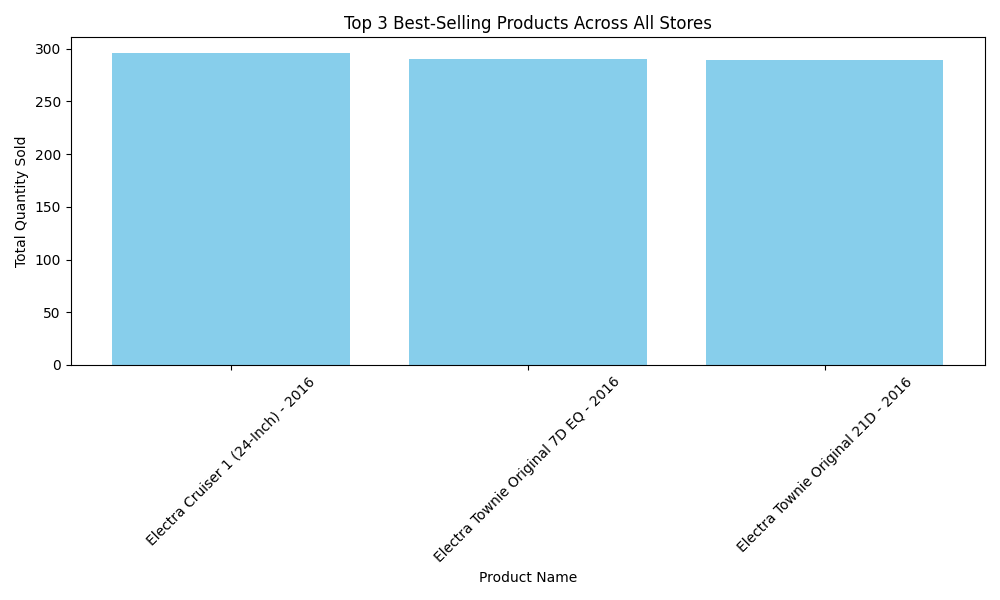 Top 3 Best-Selling Products Across All Stores
Total Quantity Sold
300
250
200
150
100
50
0
Electra Cruiser 1 (24-Inch) - 2016
Electra Townie Original 7D EQ - 2016
Electra Townie Original 21D - 2016
Product Name